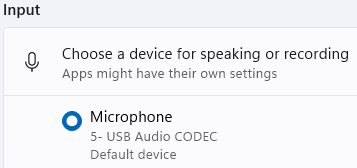 Input
Choose a device for speaking or recording
Apps might have their own settings
Microphone
5- USB Audio CODEC
Default device